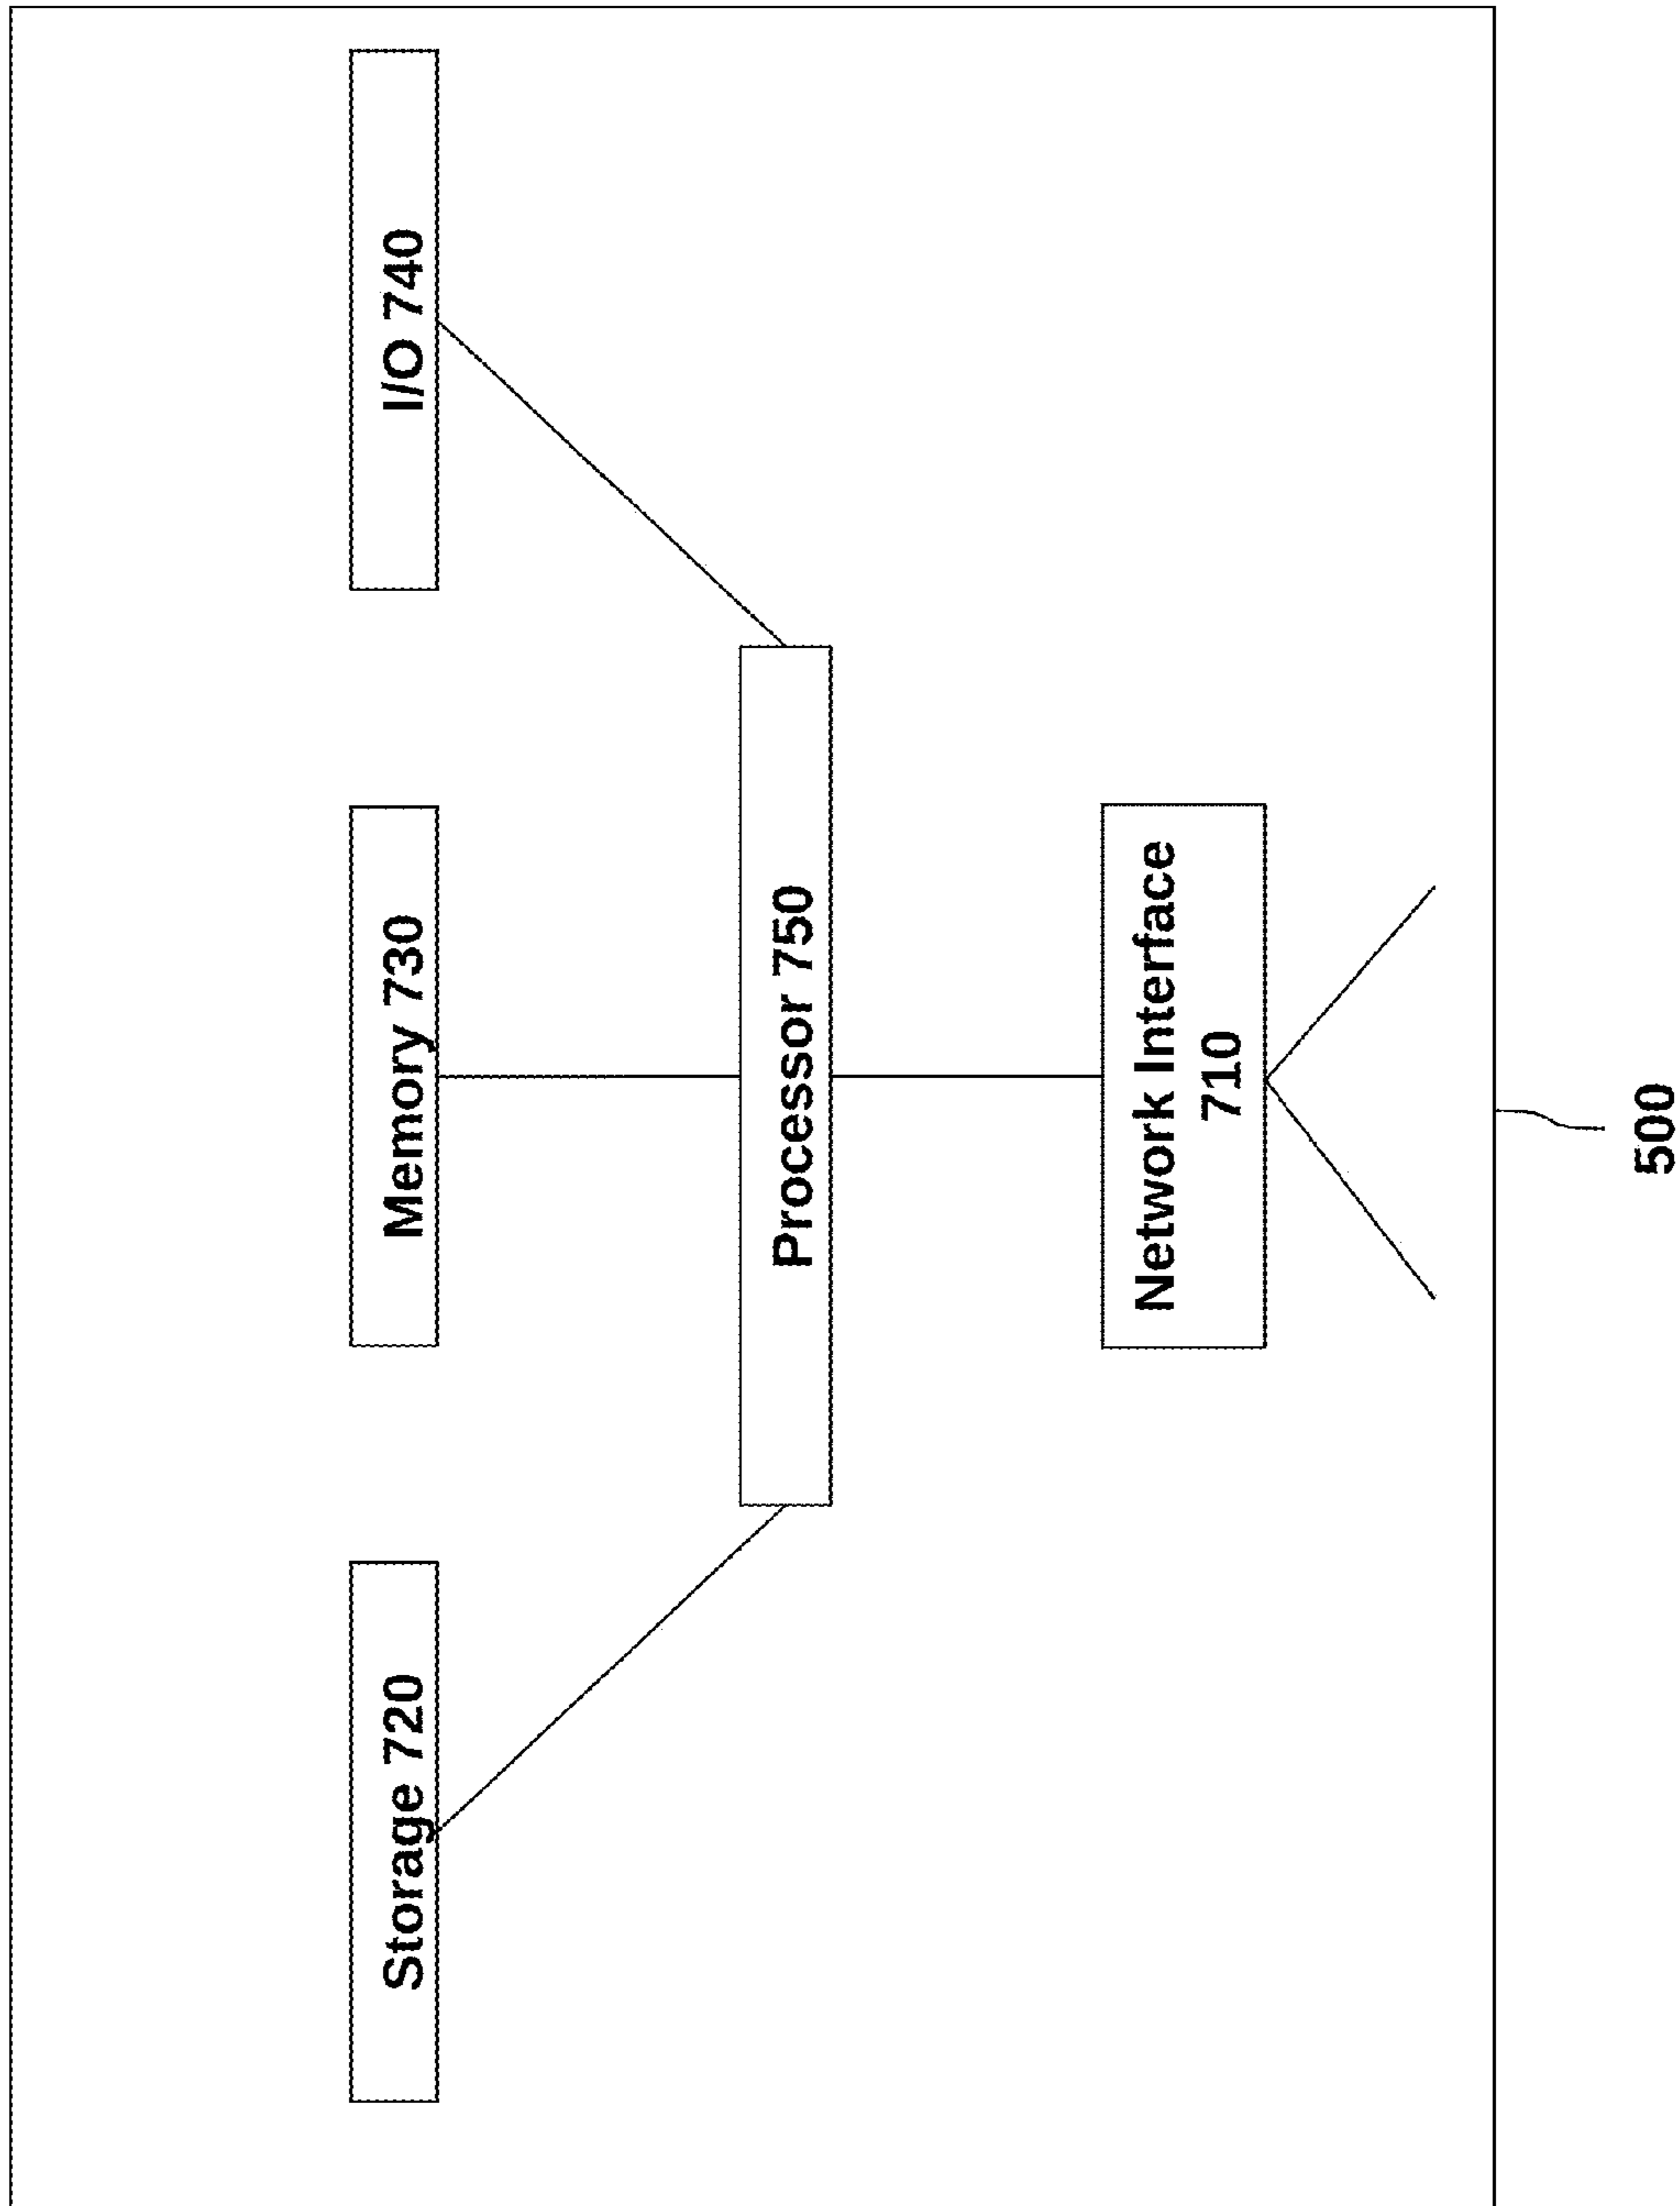 Storage 720
Memory 730
I/O 740
Processor 750
Network Interface
710
500